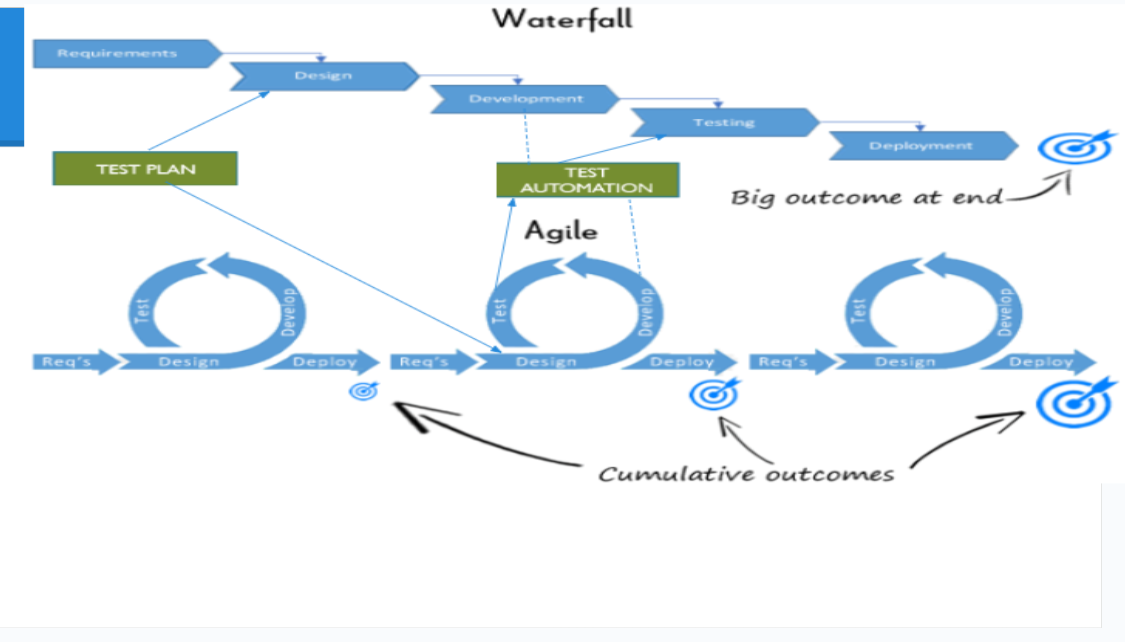 Waterfall
Requirements
Design
Development
Testing
Deployment
TEST PLAN
TEST
AUTOMATION
Big outcome at end
Agile
Test
Develop
Req's
Design
Deploy
Test
Develop
Req's
Design
Deploy
Test
Develop
Req's
Design
Deploy
Cumulative outcomes